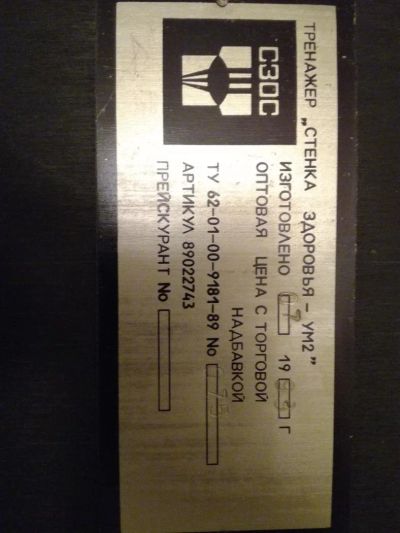 СЗОС
ТРЕНАЖЕР „СТЕНКА ЗДОРОВЬЯ – УМ2"
ИЗГОТОВЛЕНО 19 Г
ОПТОВАЯ ЦЕНА С ТОРГОВОЙ
НАДБАВКОЙ
ТУ 62-01-00-9181-89 No
АРТИКУЛ 89022743
ПРЕЙСКУРАНТ No